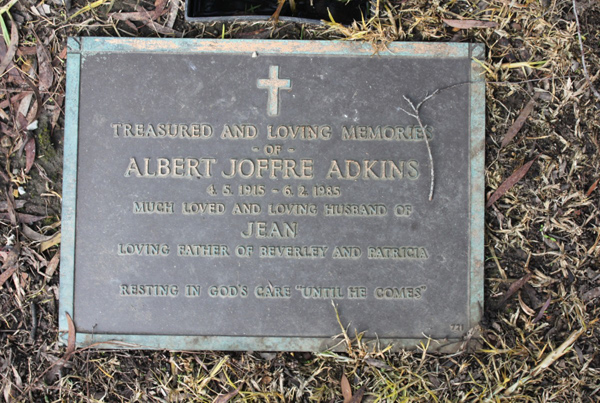 TREASURED AND LOVING MEMORIES
- OF -
ALBERT JOFFRE ADKINS
4. 5. 1915 - 6. 2. 1985
MUCH LOVED AND LOVING HUSBAND OF
JEAN
LOVING FATHER OF BEVERLEY AND PATRICIA
RESTING IN GOD'S CARE "UNTIL HE COMES"